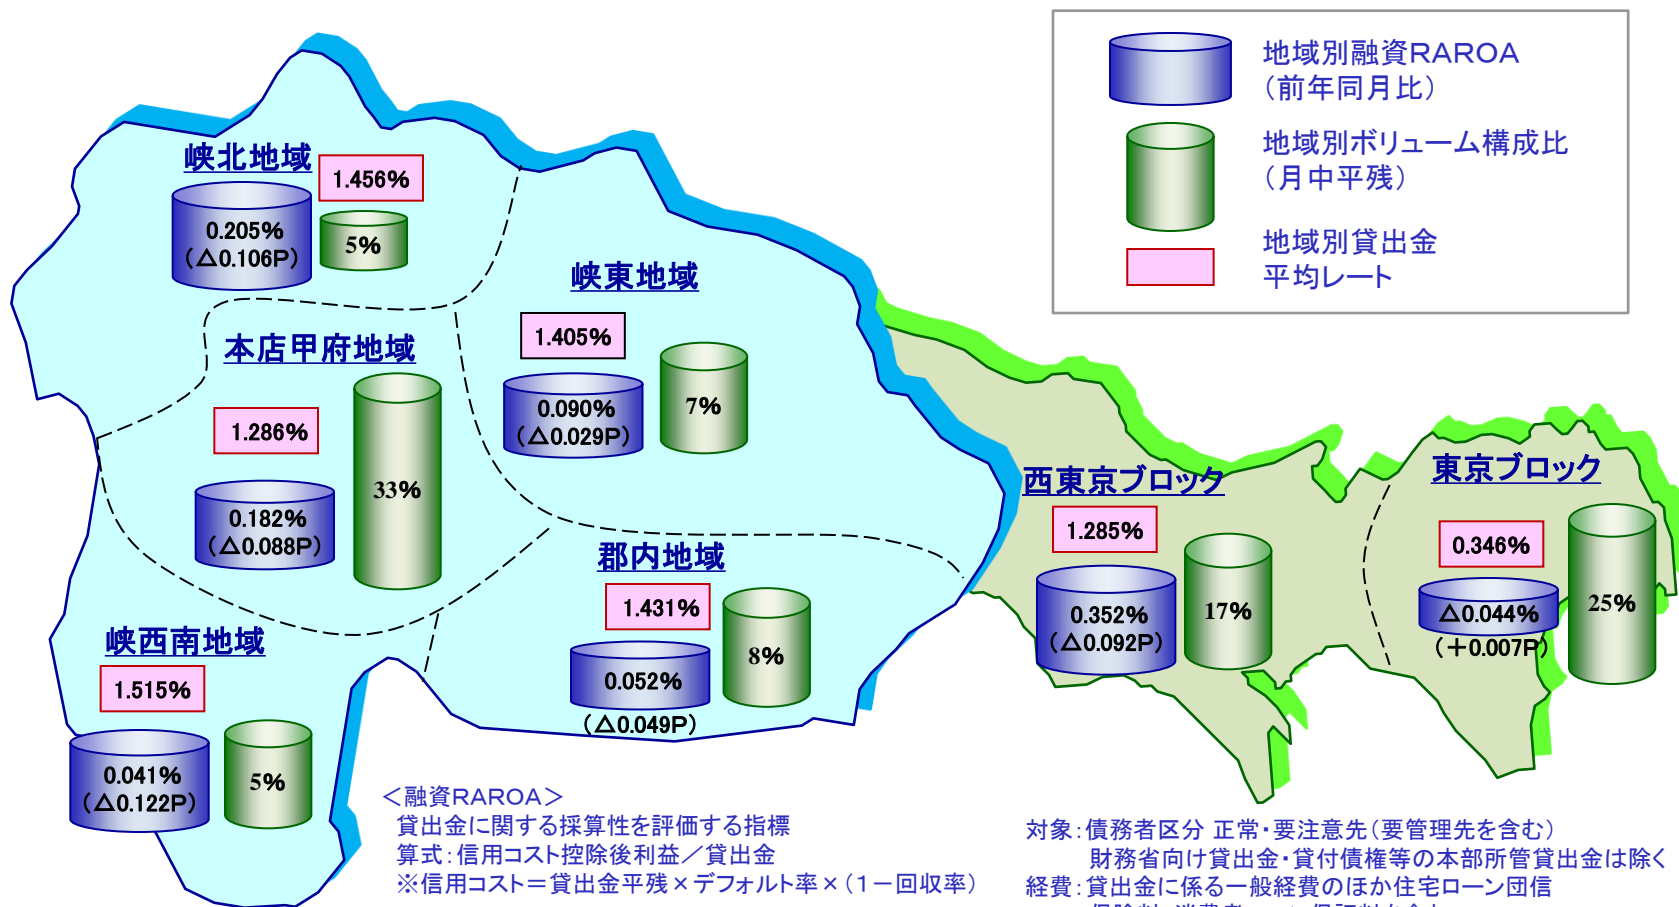 地域別融資RAROA
（前年同月比）
地域別ボリューム構成比
（月中平残）
地域別貸出金
平均レート
峡北地域
1.456%
0.205%
（△0.106P）
5%
峡東地域
1.405%
0.090%
（△0.029P）
7%
本店甲府地域
1.286%
0.182%
（△0.088P）
33%
西東京ブロック
1.285%
0.352%
（△0.092P）
17%
東京ブロック
0.346%
△0.044%
（＋0.007P）
25%
郡内地域
1.431%
0.052%
（△0.049P）
8%
峡西南地域
1.515%
0.041%
（△0.122P）
5%
＜融資RAROA＞
貸出金に関する採算性を評価する指標
算式：信用コスト控除後利益／貸出金
※信用コスト＝貸出金平残×デフォルト率×（1－回収率）
対象：債務者区分 正常・要注意先（要管理先を含む）
財務省向け貸出金・貸付債権等の本部所管貸出金は除く
経費：貸出金に係る一般経費のほか住宅ローン団信